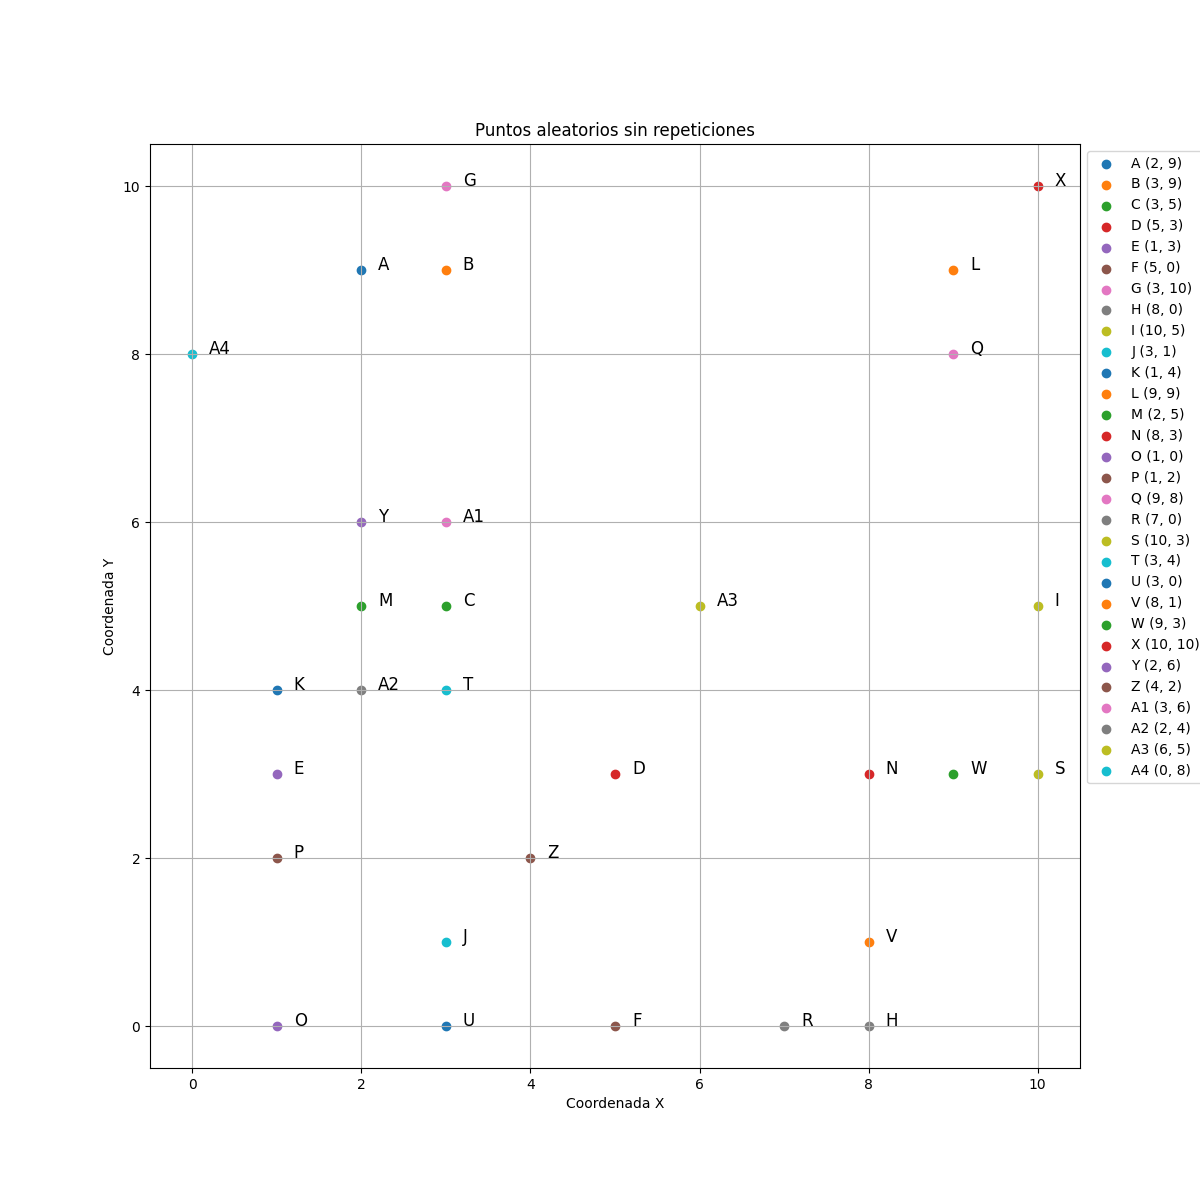 Puntos aleatorios sin repeticiones
10
8
6
4
2
0
Coordenada Y
G
X
A
B
L
A4
Q
Y
A1
M
C
A3
I
K
A2
T
E
D
N
W
S
P
Z
J
V
O
U
F
R
H
0
2
4
6
8
10
Coordenada X
A (2, 9)
B (3, 9)
C (3, 5)
D (5, 3)
E (1, 3)
F (5, 0)
G (3, 10)
H (8, 0)
I (10, 5)
J (3, 1)
K (1, 4)
L (9, 9)
M (2, 5)
N (8, 3)
O (1, 0)
P (1, 2)
Q (9, 8)
R (7, 0)
S (10, 3)
T (3, 4)
U (3, 0)
V (8, 1)
W (9, 3)
X (10, 10)
Y (2, 6)
Z (4, 2)
A1 (3, 6)
A2 (2, 4)
A3 (6, 5)
A4 (0, 8)